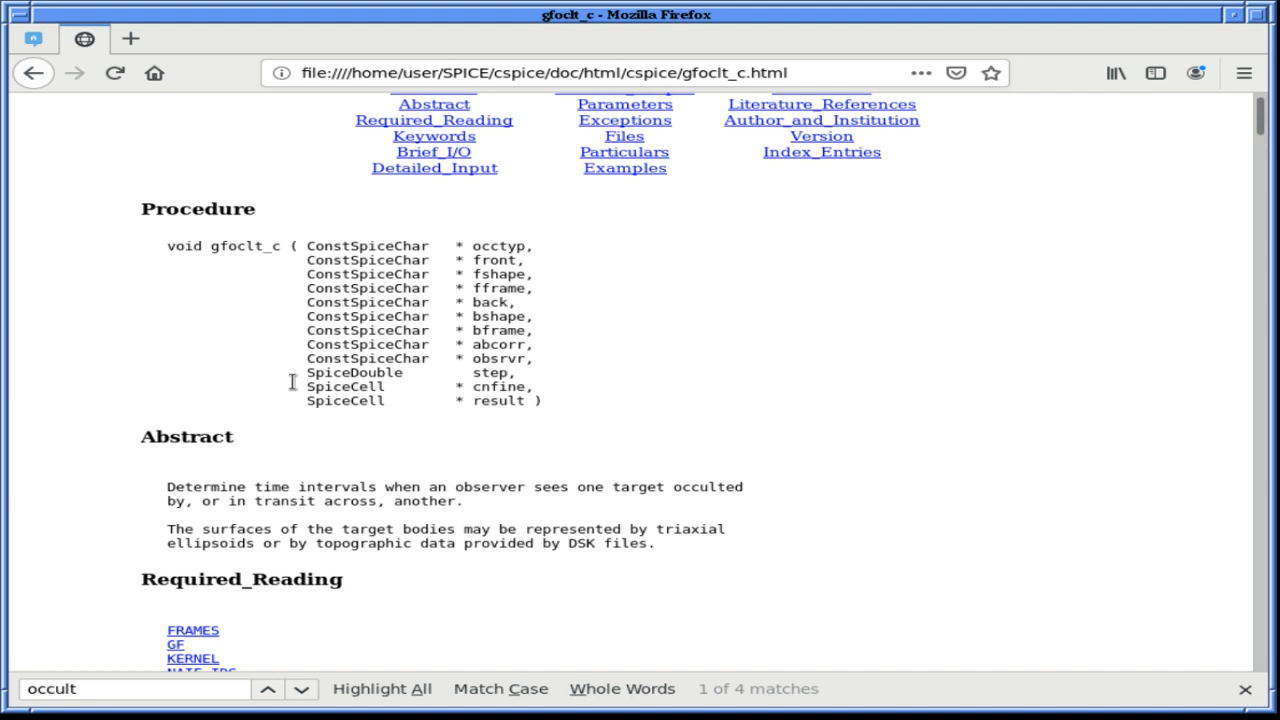 gfoclt_c - Mozilla Firefox
file:////home/user/SPICE/cspice/doc/html/cspice/gfoclt_c.html
Abstract Parameters Literature_References
Required_Reading Exceptions Author_and_Institution
Keywords Files Version
Brief_I/O Particulars Index_Entries
Detailed_Input Examples
Procedure
void gfoclt_c ( ConstSpiceChar * occtyp,
ConstSpiceChar * front,
ConstSpiceChar * fshape,
ConstSpiceChar * fframe,
ConstSpiceChar * back,
ConstSpiceChar * bshape,
ConstSpiceChar * bframe,
ConstSpiceChar * abcorr,
ConstSpiceChar * obsrvr,
SpiceDouble step,
SpiceCell * cnfine,
SpiceCell * result )
Abstract
Determine time intervals when an observer sees one target occulted
by, or in transit across, another.
The surfaces of the target bodies may be represented by triaxial
ellipsoids or by topographic data provided by DSK files.
Required_Reading
FRAMES
GF
KERNEL
occult Highlight All Match Case Whole Words 1 of 4 matches